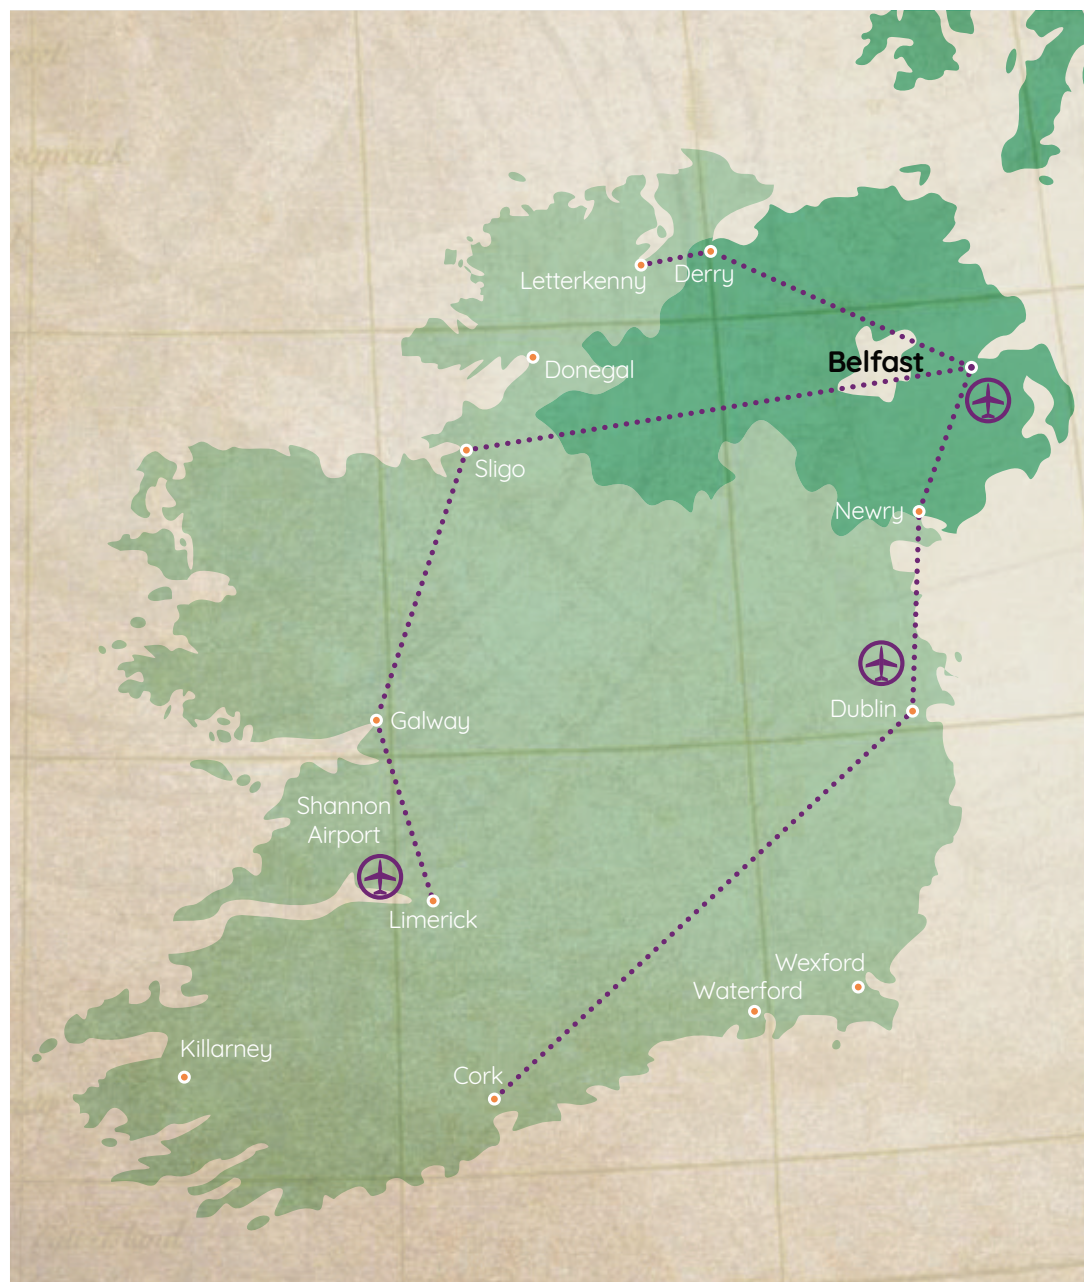 Letterkenny
Derry
Belfast
Donegal
Sligo
Newry
Dublin
Galway
Shannon
Airport
Limerick
Wexford
Waterford
Killarney
Cork